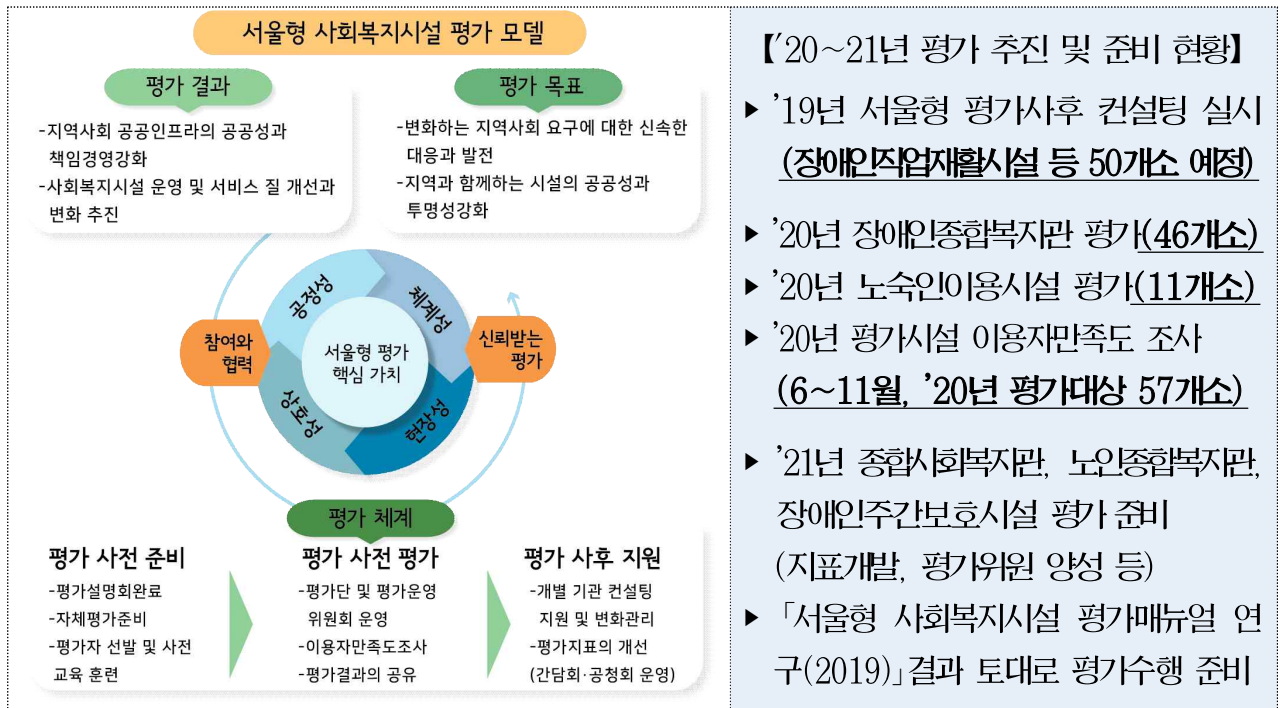 서울형 사회복지시설 평가 모델
평가 결과
-지역사회 공공인프라의 공공성과
책임경영강화
-사회복지시설 운영 및 서비스 질 개선과
변화 추진
평가 목표
-변화하는 지역사회 요구에 대한 신속한
대응과 발전
-지역과 함께하는 시설의 공공성과
투명성강화
공정성
체계성
참여와
협력
서울형 평가
핵심 가치
신뢰받는
평가
상호성
현장성
평가 체계
평가 사전 준비
-평가설명회완료
-자체평가준비
-평가자 선발 및 사전
교육 훈련
평가 사전 평가
-평가단 및 평가운영
위원회 운영
-이용자만족도조사
-평가결과의 공유
평가 사후 지원
-개별 기관 컨설팅
지원 및 변화관리
-평가지표의 개선
(간담회·공청회 운영)
【'20~21년 평가 추진 및 준비 현황】
▸ '19년 서울형 평가사후 컨설팅 실시
(장애인직업재활시설 등 50개소 예정)
▸ '20년 장애인종합복지관 평가(46개소)
▸ '20년 노숙인이용시설 평가(11개소)
▸ '20년 평가시설 이용자만족도 조사
(6~11월, '20년 평가대상 57개소)
▸ '21년 종합사회복지관, 노인종합복지관,
장애인주간보호시설 평가 준비
(지표개발, 평가위원 양성 등)
▸ 「서울형 사회복지시설 평가매뉴얼 연
구(2019)」결과 토대로 평가수행 준비